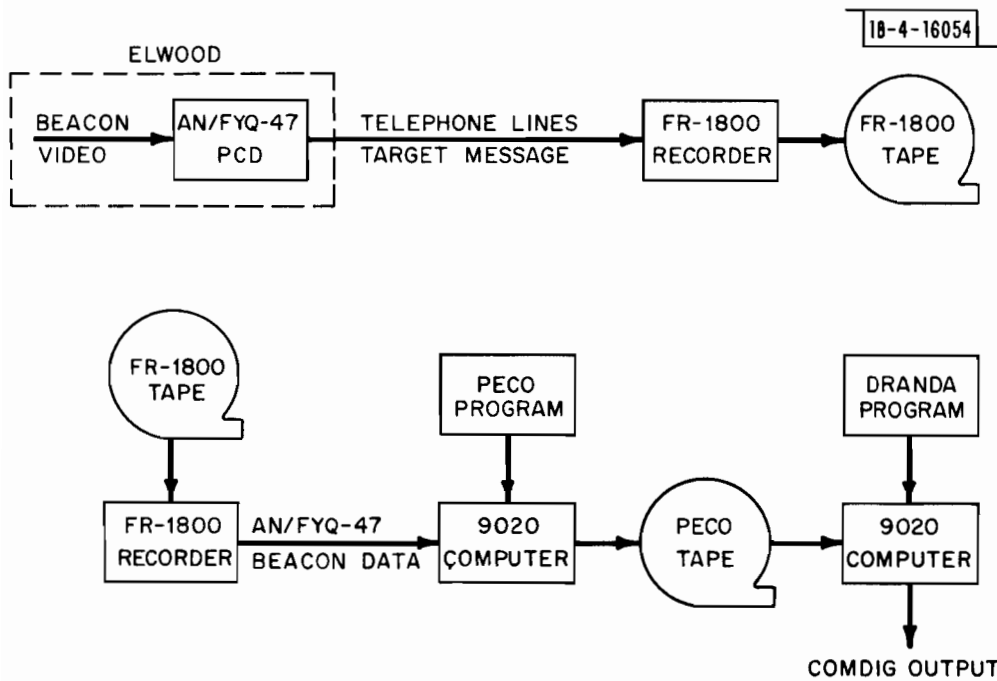 18-4-16054
ELWOOD
BEACON
VIDEO
AN/FYQ-47
PCD
TELEPHONE LINES
TARGET MESSAGE
FR-1800
RECORDER
FR-1800
TAPE
FR-1800
TAPE
PECO
PROGRAM
DRANDA
PROGRAM
FR-1800
RECORDER
AN/FYQ-47
BEACON DATA
9020
COMPUTER
PECO
TAPE
9020
COMPUTER
COMDIG OUTPUT